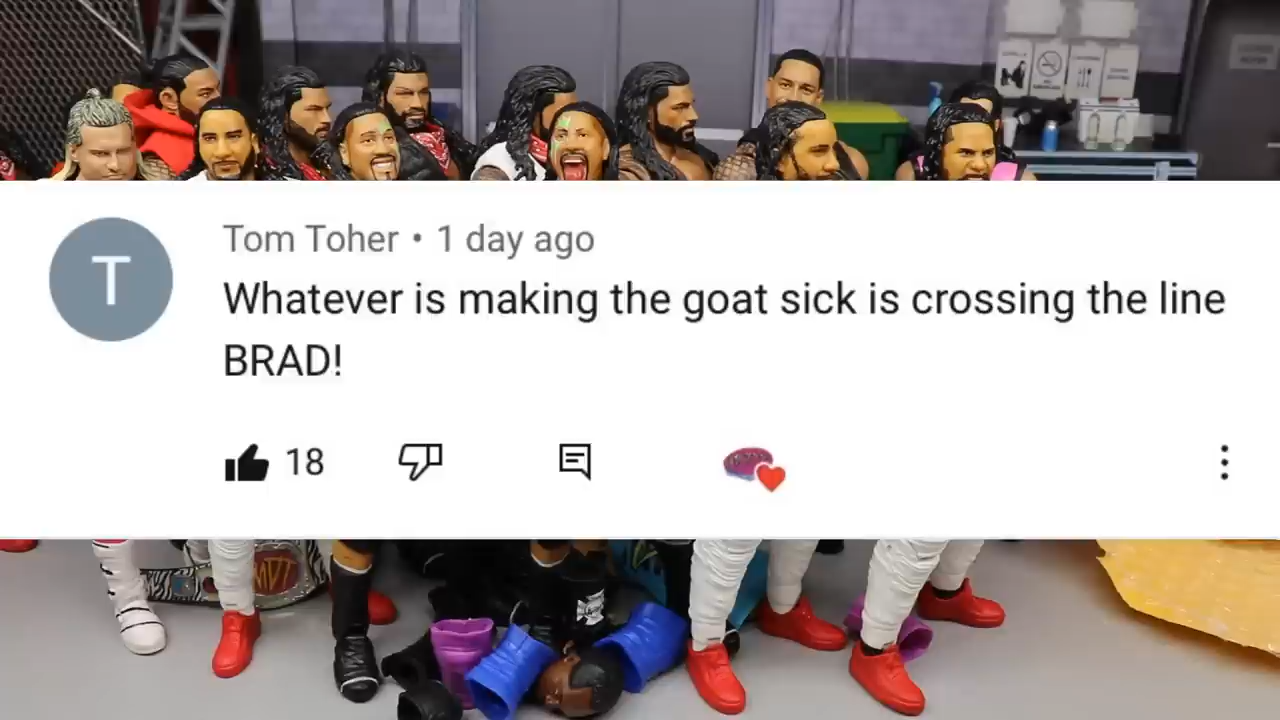 Tom Toher • 1 day ago
Whatever is making the goat sick is crossing the line
BRAD!
18